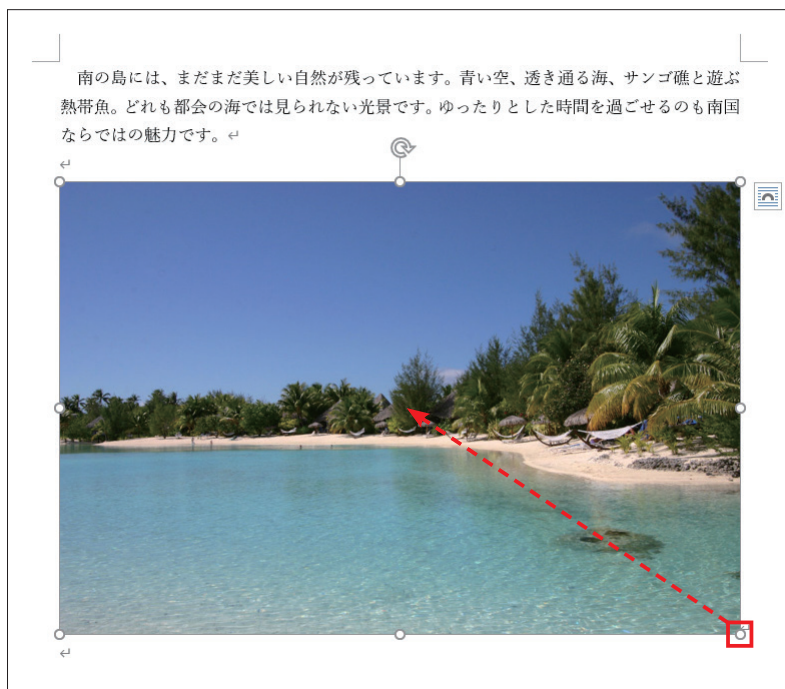 南の島には、まだまだ美しい自然が残っています。青い空、透き通る海、サンゴ礁と遊ぶ
熱帯魚。どれも都会の海では見られない光景です。ゆったりとした時間を過ごせるのも南国
ならではの魅力です。↵
↵
↵